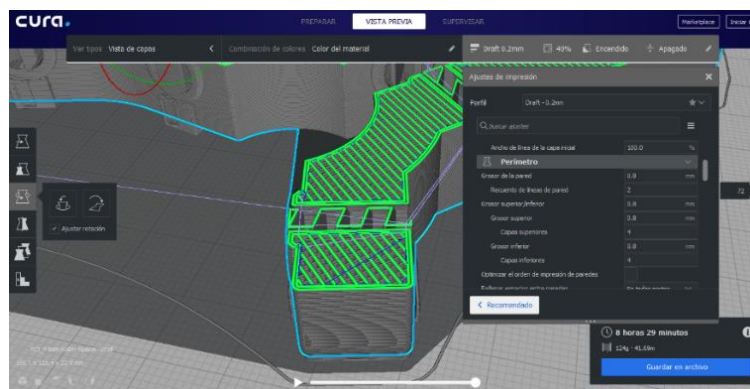 cura.
PREPARAR
VISTA PREVIA
SUPERVISAR
Marketplace
Iniciar
Ver tipos Vista de capas
Combinación de colores Color del material
Draft 0.2mm
40%
Encendido
Apagado
Ajustes de impresión
Perfil Draft - 0.2mm
Buscar ajustes
Ancho de línea de la capa inicial 100.0 %
Perímetro
Grosor de la pared 0.8 mm
Recuento de líneas de pared 2
Grosor superior/inferior 0.8 mm
Grosor superior 0.8 mm
Capas superiores 4
Grosor inferior 0.8 mm
Capas inferiores 4
Optimizar el orden de impresión de paredes
Recomendado
72
Ajustar rotación
8 horas 29 minutos
124g · 41.69m
Guardar en archivo